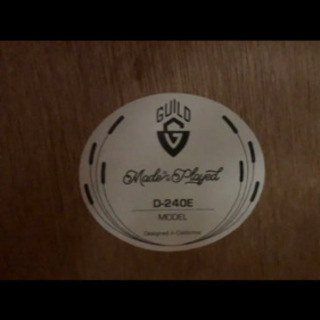 GUILD
G
Made to be Played
D-240E
MODEL
Designed in California